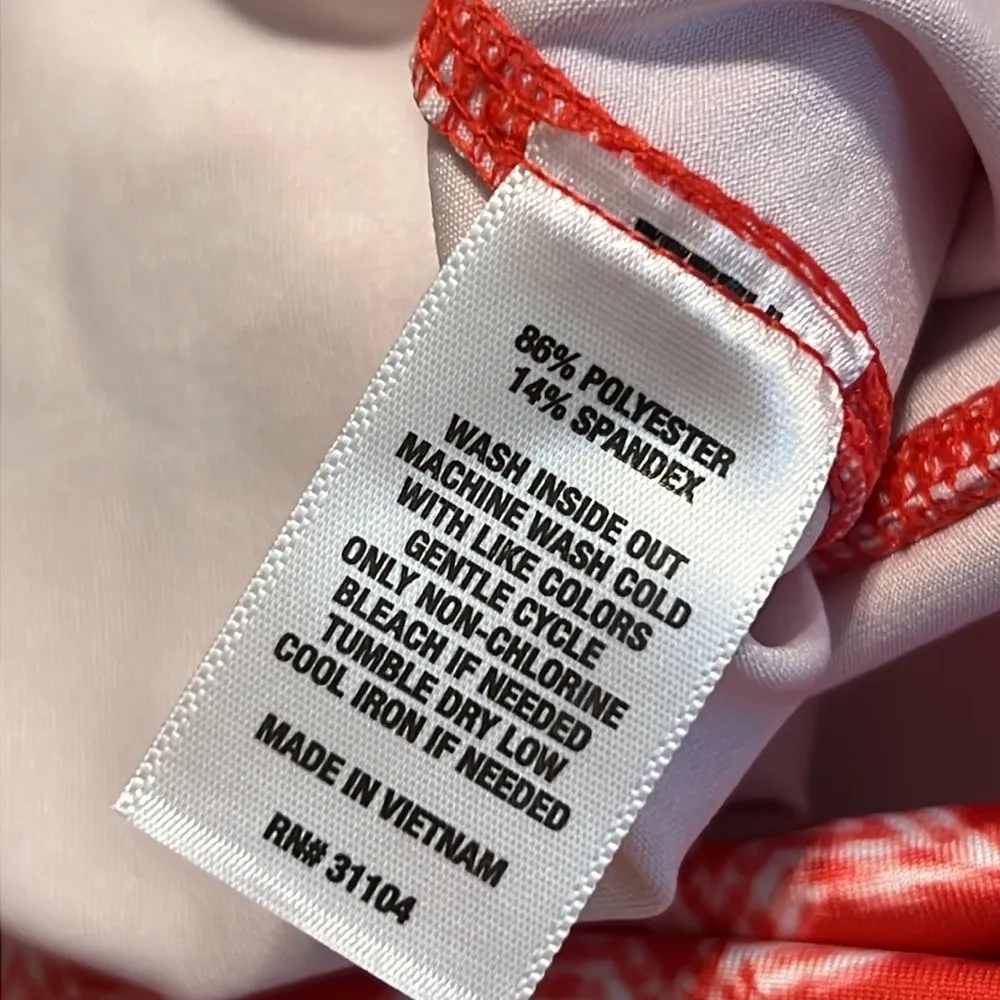 86% POLYESTER
14% SPANDEX
WASH INSIDE OUT
MACHINE WASH COLD
WITH LIKE COLORS
GENTLE CYCLE
ONLY NON-CHLORINE
BLEACH IF NEEDED
TUMBLE DRY LOW
COOL IRON IF NEEDED
MADE IN VIETNAM
RN# 31104